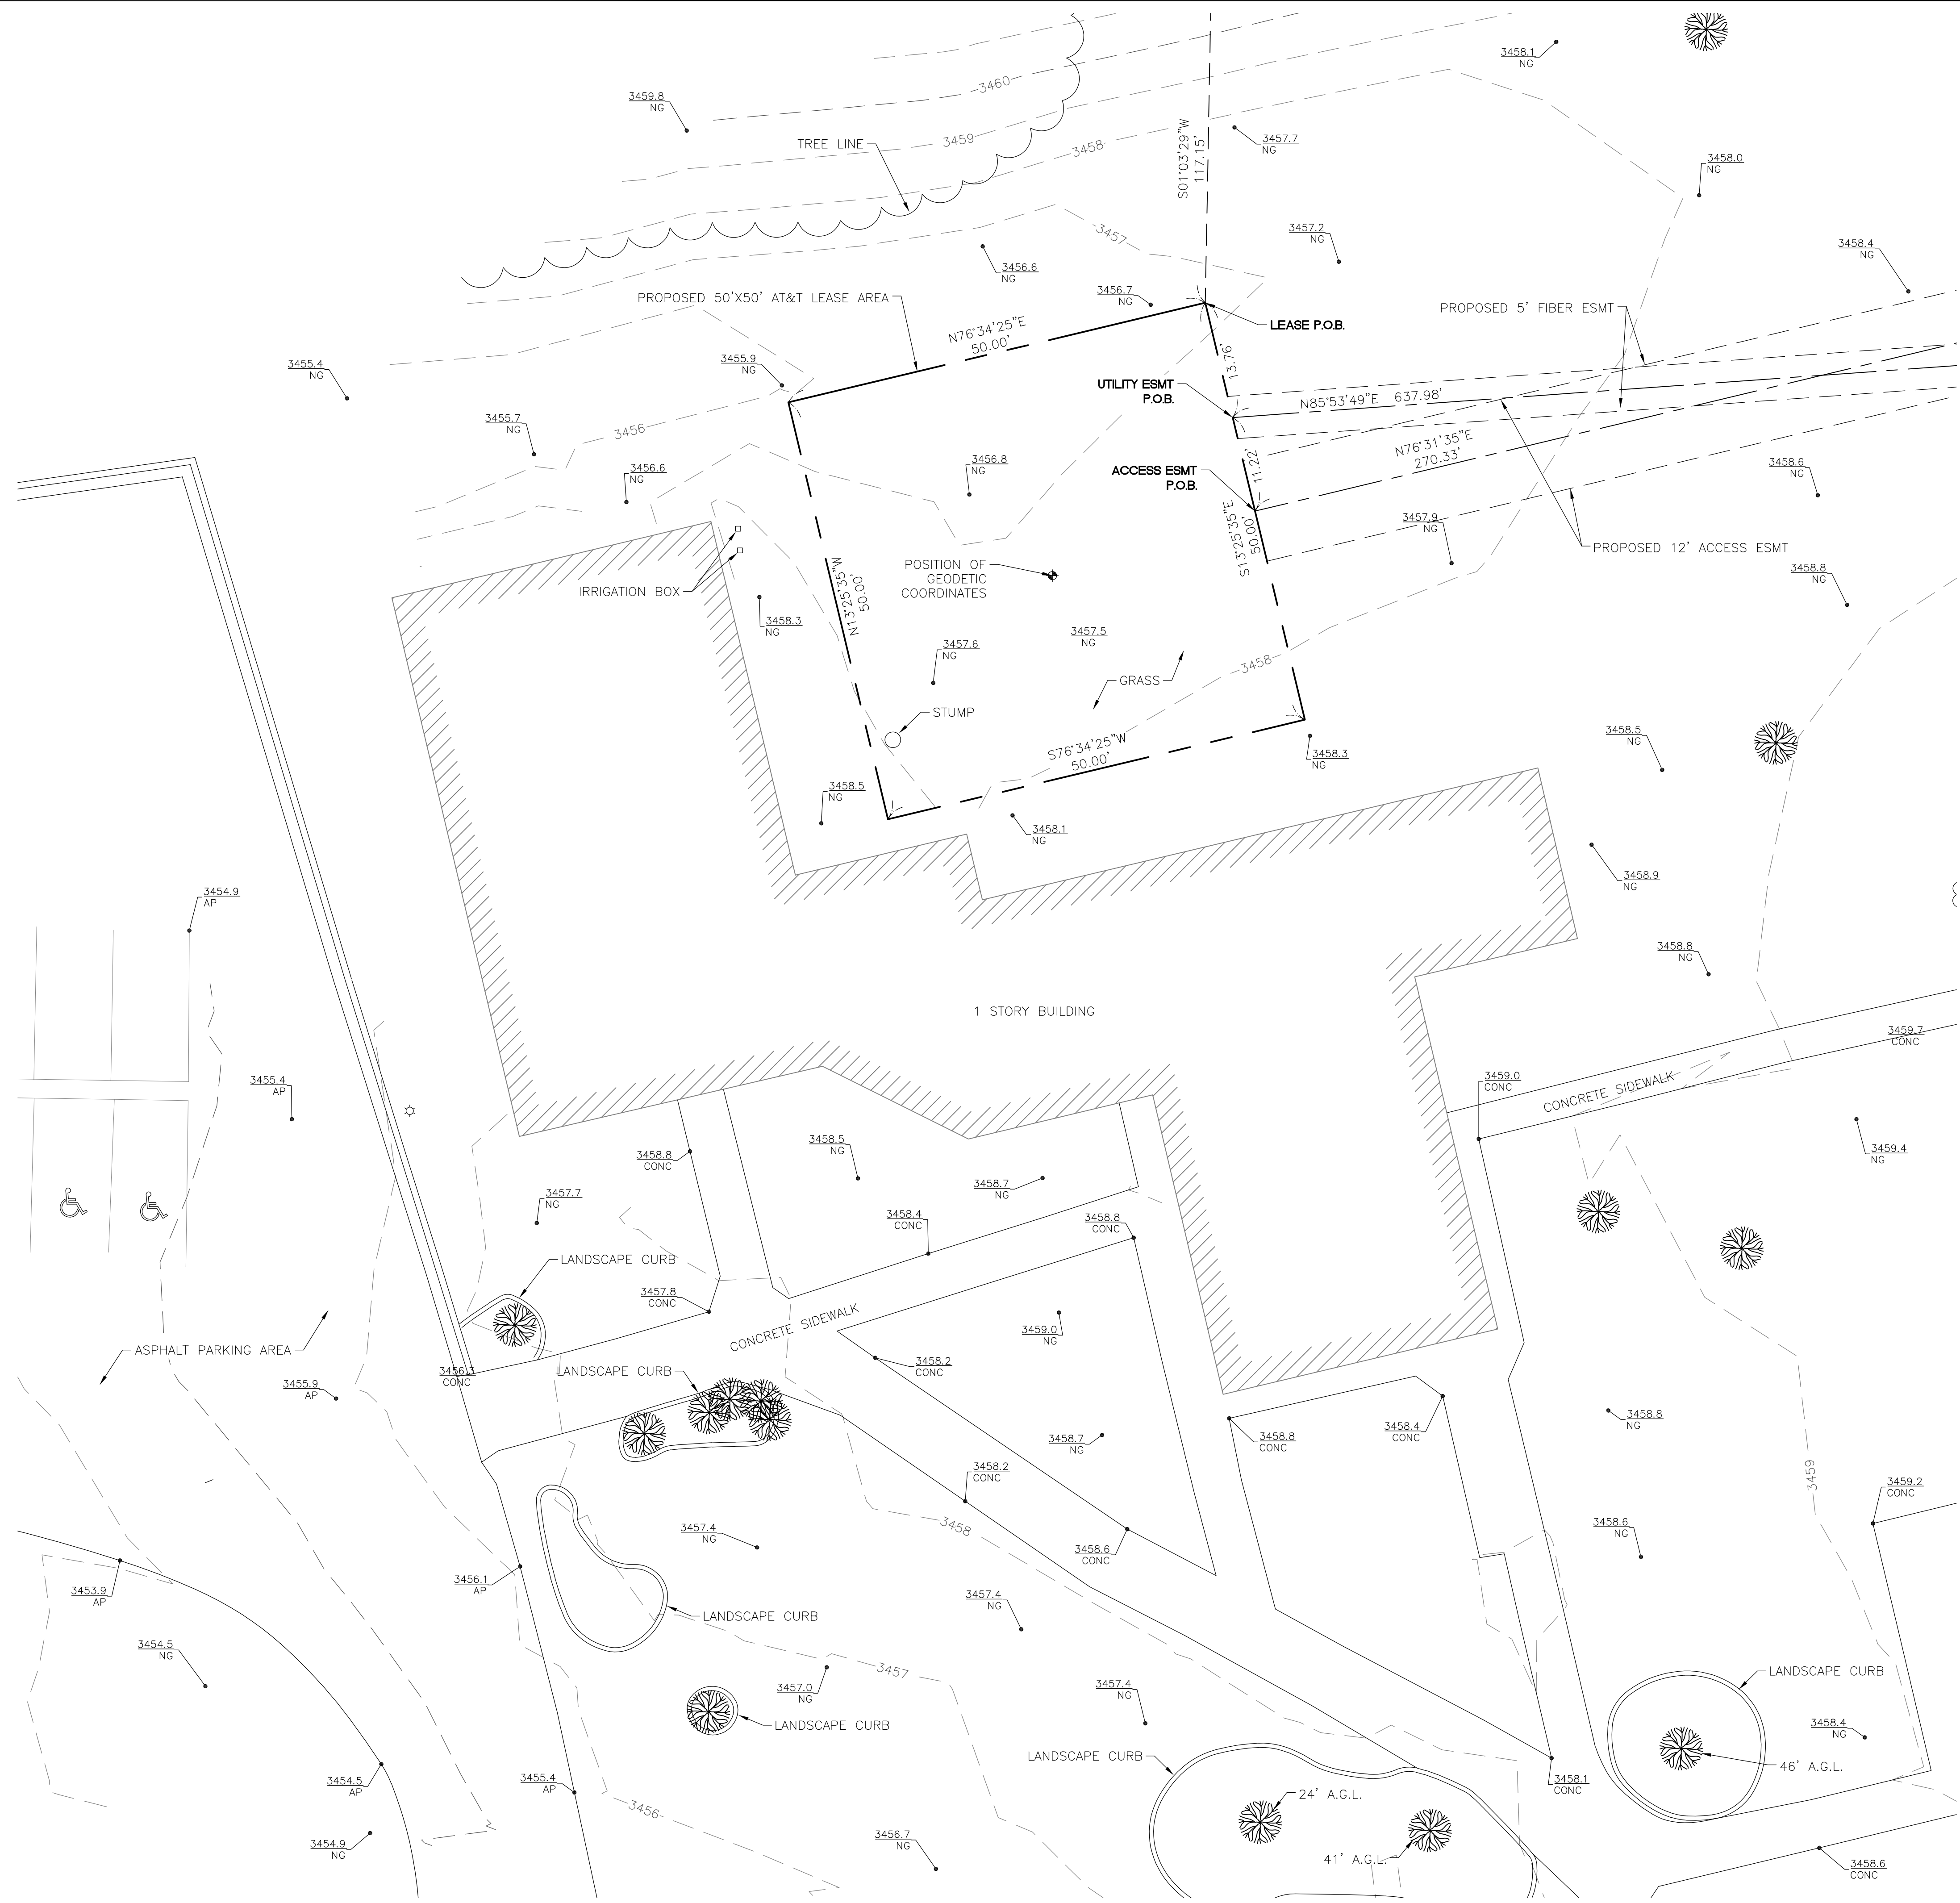 3458.1
NG
3460
3459.8
NG
TREE LINE
3459
3458
S01°03'29"W
117.15'
3457.7
NG
3458.0
NG
3457
3457.2
NG
3458.4
NG
3456.6
NG
3456.7
NG
PROPOSED 50'X50' AT&T LEASE AREA
LEASE P.O.B.
PROPOSED 5' FIBER ESMT
N76°34'25"E
50.00'
3455.4
NG
3455.9
NG
13.76'
UTILITY ESMT
P.O.B.
N85°53'49"E 637.98'
3455.7
NG
3456
N76°31'35"E
270.33'
3456.6
NG
3456.8
NG
ACCESS ESMT
P.O.B.
11.22'
3458.6
NG
S13°25'35"E
50.00'
3457.9
NG
PROPOSED 12' ACCESS ESMT
POSITION OF
GEODETIC
COORDINATES
3458.8
NG
IRRIGATION BOX
N13°25'35"W
50.00'
3458.3
NG
3457.6
NG
3457.5
NG
3458
GRASS
STUMP
S76°34'25"W
50.00'
3458.3
NG
3458.5
NG
3458.5
NG
3458.1
NG
3458.9
NG
3454.9
AP
3458.8
NG
1 STORY BUILDING
3459.7
CONC
3455.4
AP
3459.0
CONC
CONCRETE SIDEWALK
3458.5
NG
3458.8
CONC
3459.4
NG
3458.7
NG
3457.7
NG
3458.4
CONC
3458.8
CONC
LANDSCAPE CURB
3457.8
CONC
CONCRETE SIDEWALK
3459.0
NG
ASPHALT PARKING AREA
3456.3
CONC
LANDSCAPE CURB
3458.2
CONC
3455.9
AP
3458.7
NG
3458.8
CONC
3458.4
CONC
3458.8
NG
3458.2
CONC
3459
3459.2
CONC
3457.4
NG
3458
3458.6
CONC
3458.6
NG
3453.9
AP
3456.1
AP
3457.4
NG
LANDSCAPE CURB
3454.5
NG
3457
3457.0
NG
3457.4
NG
LANDSCAPE CURB
LANDSCAPE CURB
3458.4
NG
LANDSCAPE CURB
46' A.G.L.
3454.5
AP
3455.4
AP
3458.1
CONC
3456
24' A.G.L.
3454.9
NG
3456.7
NG
41' A.G.L.
3458.6
CONC